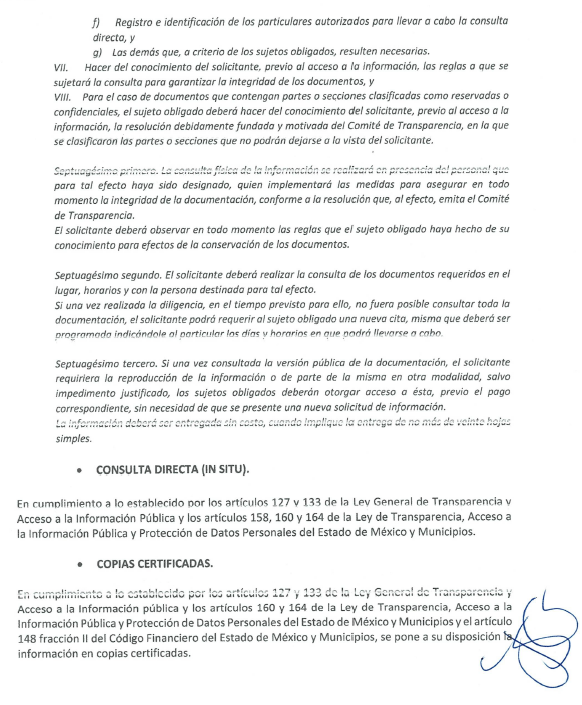 f) Registro e identificación de los particulares autorizados para llevar a cabo la consulta
directa, y
g) Las demás que, a criterio de los sujetos obligados, resulten necesarias.
VII. Hacer del conocimiento del solicitante, previo al acceso a la información, las reglas a que se
sujetará la consulta para garantizar la integridad de los documentos, y
VIII. Para el caso de documentos que contengan partes o secciones clasificadas como reservadas o
confidenciales, el sujeto obligado deberá hacer del conocimiento del solicitante, previo al acceso a la
información, la resolución debidamente fundada y motivada del Comité de Transparencia, en la que
se clasificaron las partes o secciones que no podrán dejarse a la vista del solicitante.
Septuagésimo primero. La consulta física de la información se realizará en presencia del personal que
para tal efecto haya sido designado, quien implementará las medidas para asegurar en todo
momento la integridad de la documentación, conforme a la resolución que, al efecto, emita el Comité
de Transparencia.
El solicitante deberá observar en todo momento las reglas que el sujeto obligado haya hecho de su
conocimiento para efectos de la conservación de los documentos.
Septuagésimo segundo. El solicitante deberá realizar la consulta de los documentos requeridos en el
lugar, horarios y con la persona destinada para tal efecto.
Si una vez realizada la diligencia, en el tiempo previsto para ello, no fuera posible consultar toda la
documentación, el solicitante podrá requerir al sujeto obligado una nueva cita, misma que deberá ser
programada indicándole al particular los días y horarios en que podrá llevarse a cabo.
Septuagésimo tercero. Si una vez consultada la versión pública de la documentación, el solicitante
requiriera la reproducción de la información o de parte de la misma en otra modalidad, salvo
impedimento justificado, los sujetos obligados deberán otorgar acceso a ésta, previo el pago
correspondiente, sin necesidad de que se presente una nueva solicitud de información.
La información deberá ser entregada sin costo, cuando implique la entrega de no más de veinte hojas
simples.
• CONSULTA DIRECTA (IN SITU).
En cumplimiento a lo establecido por los artículos 127 y 133 de la Ley General de Transparencia y
Acceso a la Información Pública y los artículos 158, 160 y 164 de la Ley de Transparencia, Acceso a
la Información Pública y Protección de Datos Personales del Estado de México y Municipios.
• COPIAS CERTIFICADAS.
En cumplimiento a lo establecido por los artículos 127 y 133 de la Ley General de Transparencia y
Acceso a la Información pública y los artículos 160 y 164 de la Ley de Transparencia, Acceso a la
Información Pública y Protección de Datos Personales del Estado de México y Municipios y el artículo
148 fracción II del Código Financiero del Estado de México y Municipios, se pone a su disposición la
información en copias certificadas.